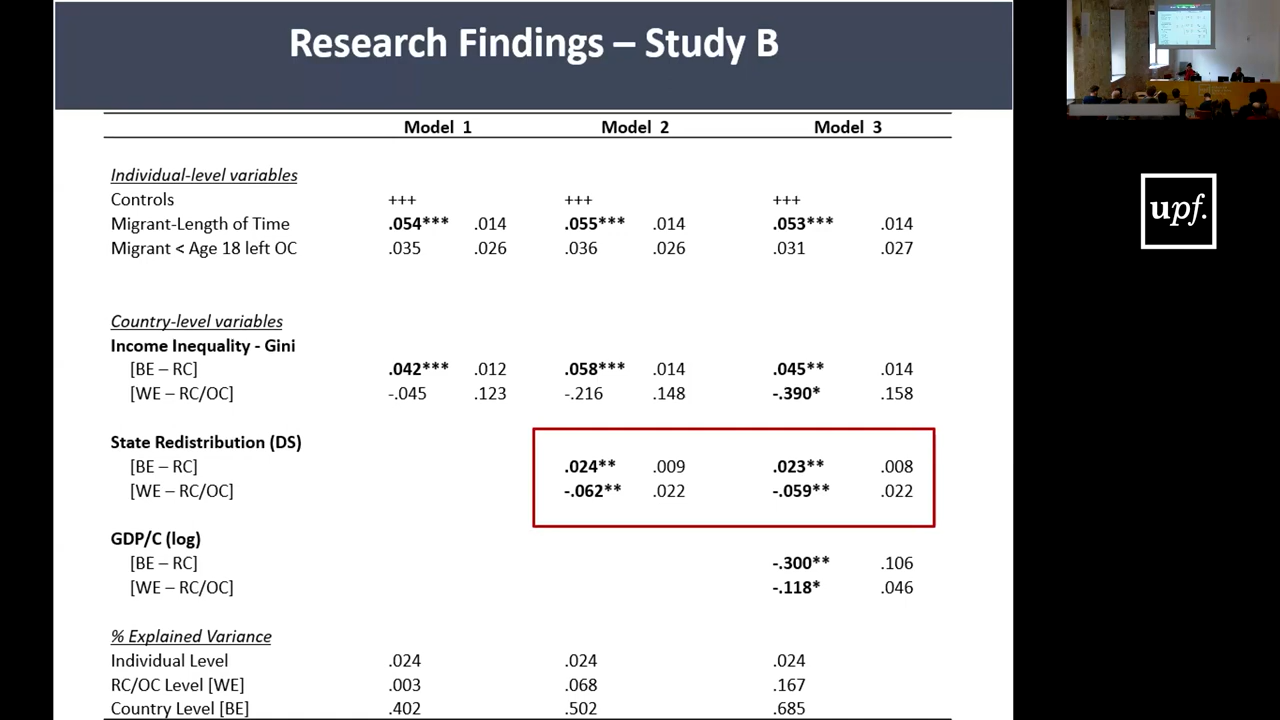 Research Findings – Study B
Model 1 Model 2 Model 3
Individual-level variables
Controls +++ +++ +++
Migrant-Length of Time .054*** .014 .055*** .014 .053*** .014
Migrant < Age 18 left OC .035 .026 .036 .026 .031 .027
Country-level variables
Income Inequality - Gini
[BE – RC] .042*** .012 .058*** .014 .045** .014
[WE – RC/OC] -.045 .123 -.216 .148 -.390* .158
State Redistribution (DS)
[BE – RC] .024** .009 .023** .008
[WE – RC/OC] -.062** .022 -.059** .022
GDP/C (log)
[BE – RC] -.300** .106
[WE – RC/OC] -.118* .046
% Explained Variance
Individual Level .024 .024 .024
RC/OC Level [WE] .003 .068 .167
Country Level [BE] .402 .502 .685
upf.